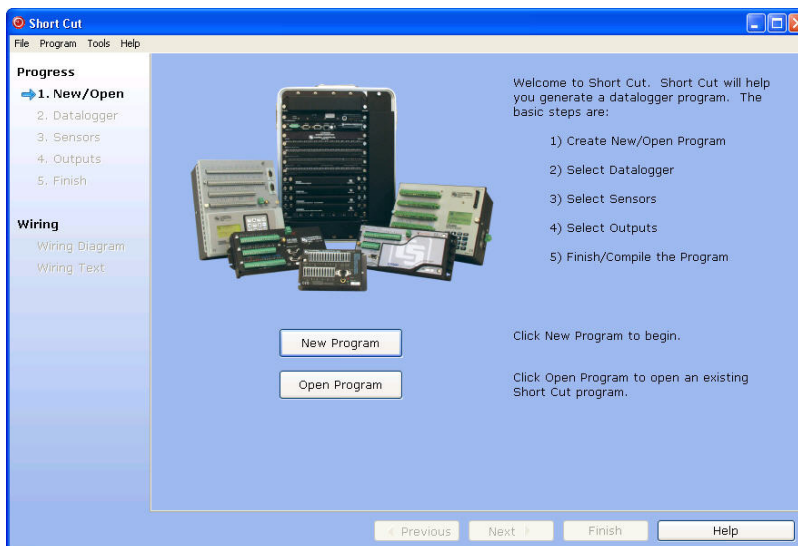 Short Cut
File Program Tools Help
Progress
1. New/Open
2. Datalogger
3. Sensors
4. Outputs
5. Finish
Wiring
Wiring Diagram
Wiring Text
Welcome to Short Cut. Short Cut will help
you generate a datalogger program. The
basic steps are:
1) Create New/Open Program
2) Select Datalogger
3) Select Sensors
4) Select Outputs
5) Finish/Compile the Program
New Program
Click New Program to begin.
Open Program
Click Open Program to open an existing
Short Cut program.
Previous Next Finish Help